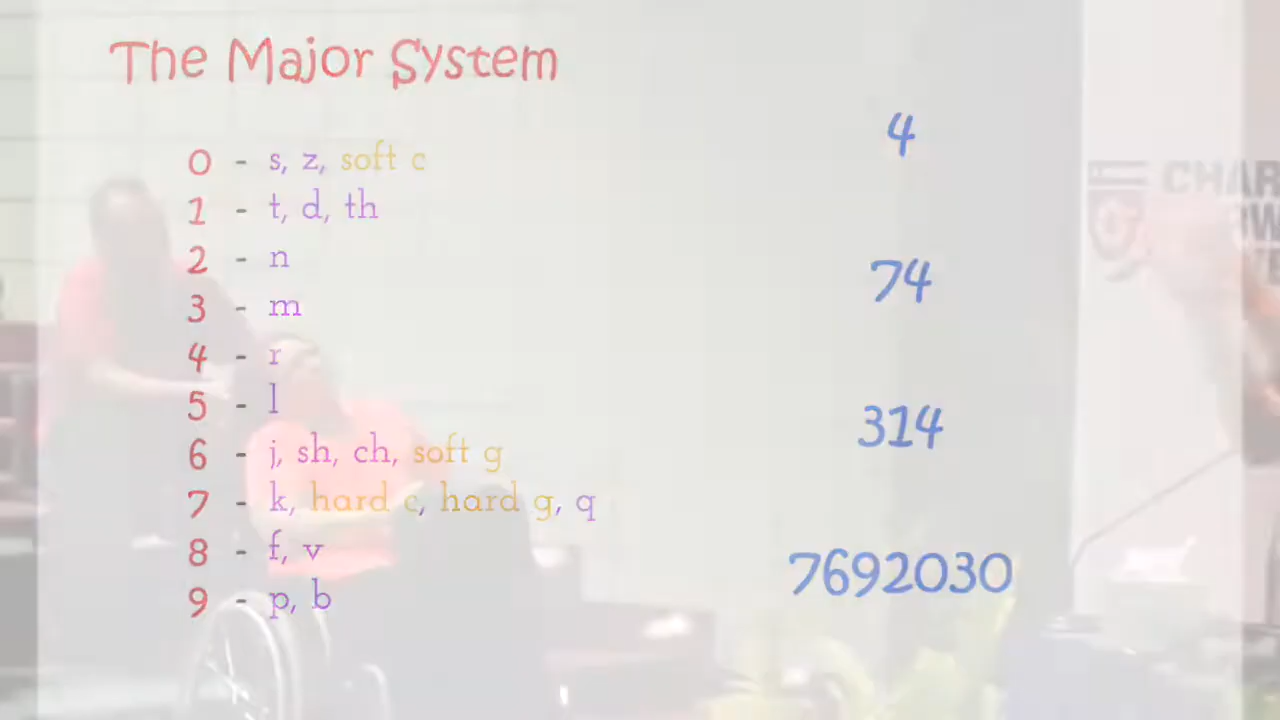 The Major System
0 - s, z, soft c
1 - t, d, th
2 - n
3 - m
4 - r
5 - l
6 - j, sh, ch, soft g
7 - k, hard c, hard g, q
8 - f, v
9 - p, b
4
74
314
7692030
CHAR